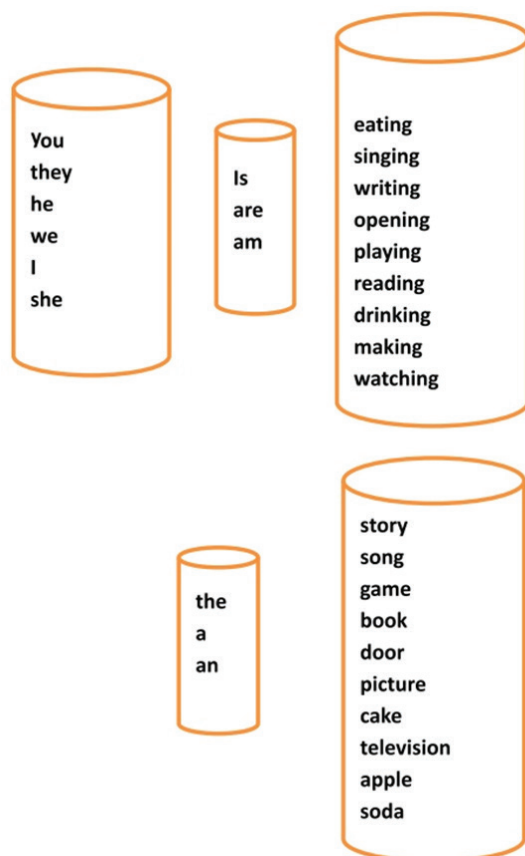 You
they
he
we
I
she
Is
are
am
eating
singing
writing
opening
playing
reading
drinking
making
watching
the
a
an
story
song
game
book
door
picture
cake
television
apple
soda